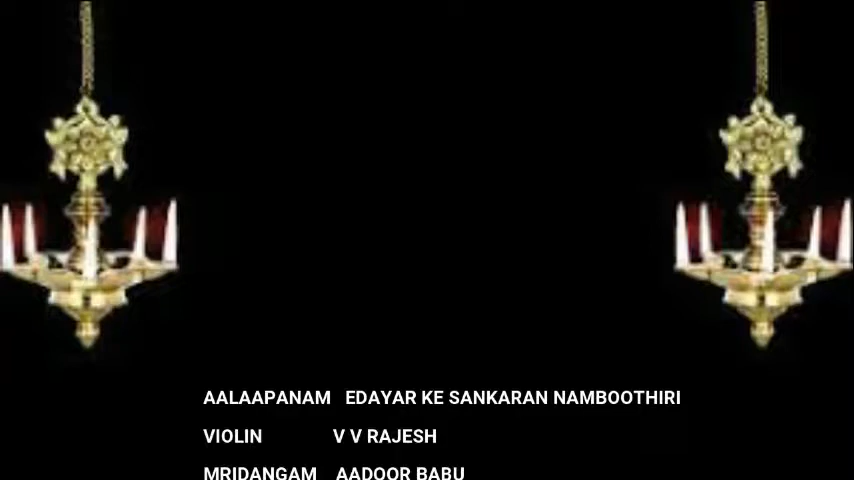 AALAAPANAM EDAYAR KE SANKARAN NAMBOOTHIRI
VIOLIN V V RAJESH
MRIDANGAM AADOOR BABU